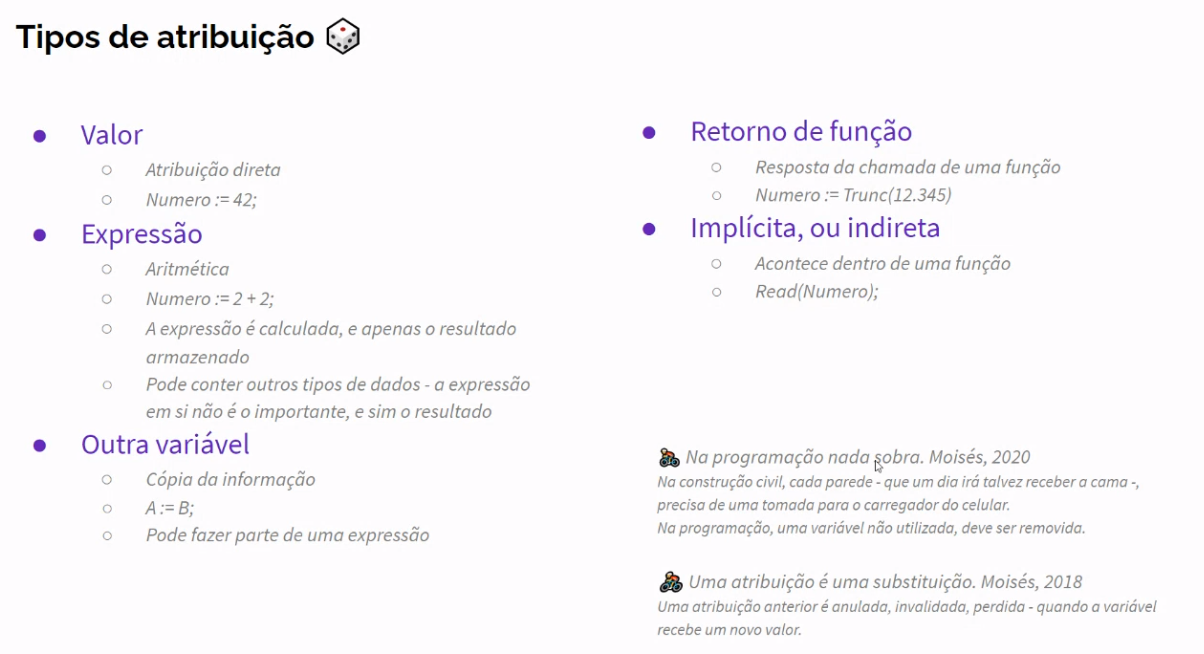 Tipos de atribuição
Valor
Atribuição direta
Numero := 42;
Expressão
Aritmética
Numero := 2 + 2;
A expressão é calculada, e apenas o resultado
armazenado
Pode conter outros tipos de dados - a expressão
em si não é o importante, e sim o resultado
Outra variável
Cópia da informação
A := B;
Pode fazer parte de uma expressão
Retorno de função
Resposta da chamada de uma função
Numero := Trunc(12.345)
Implícita, ou indireta
Acontece dentro de uma função
Read(Numero);
Na programação nada sobra. Moisés, 2020
Na construção civil, cada parede - que um dia irá talvez receber a cama -,
precisa de uma tomada para o carregador do celular.
Na programação, uma variável não utilizada, deve ser removida.
Uma atribuição é uma substituição. Moisés, 2018
Uma atribuição anterior é anulada, invalidada, perdida - quando a variável
recebe um novo valor.